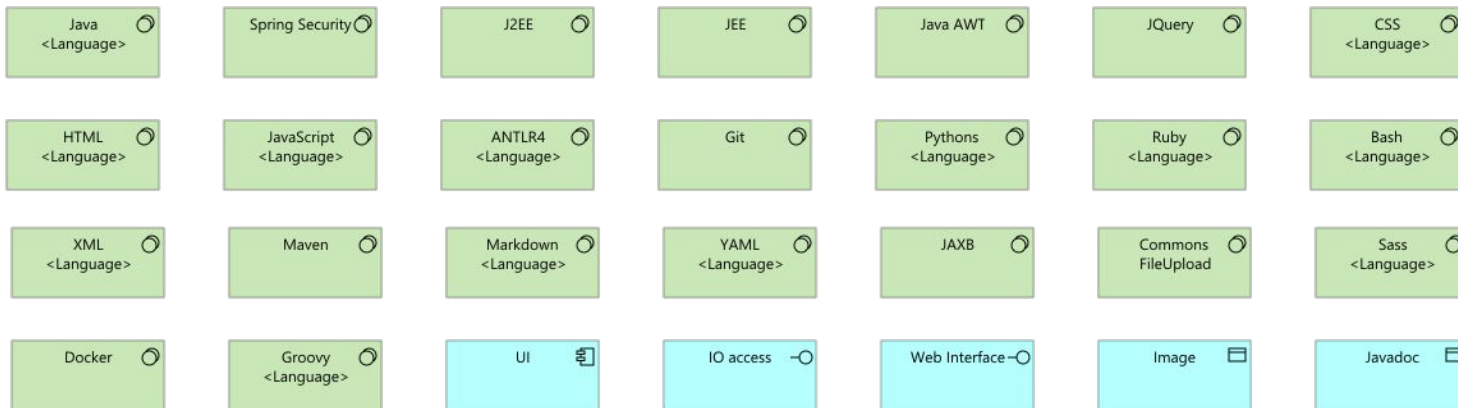 Java
<Language>
Spring Security
J2EE
JEE
Java AWT
JQuery
CSS
<Language>
HTML
<Language>
JavaScript
<Language>
ANTLR4
<Language>
Git
Pythons
<Language>
Ruby
<Language>
Bash
<Language>
XML
<Language>
Maven
Markdown
<Language>
YAML
<Language>
JAXB
Commons
FileUpload
Sass
<Language>
Docker
Groovy
<Language>
UI
IO access
Web Interface
Image
Javadoc